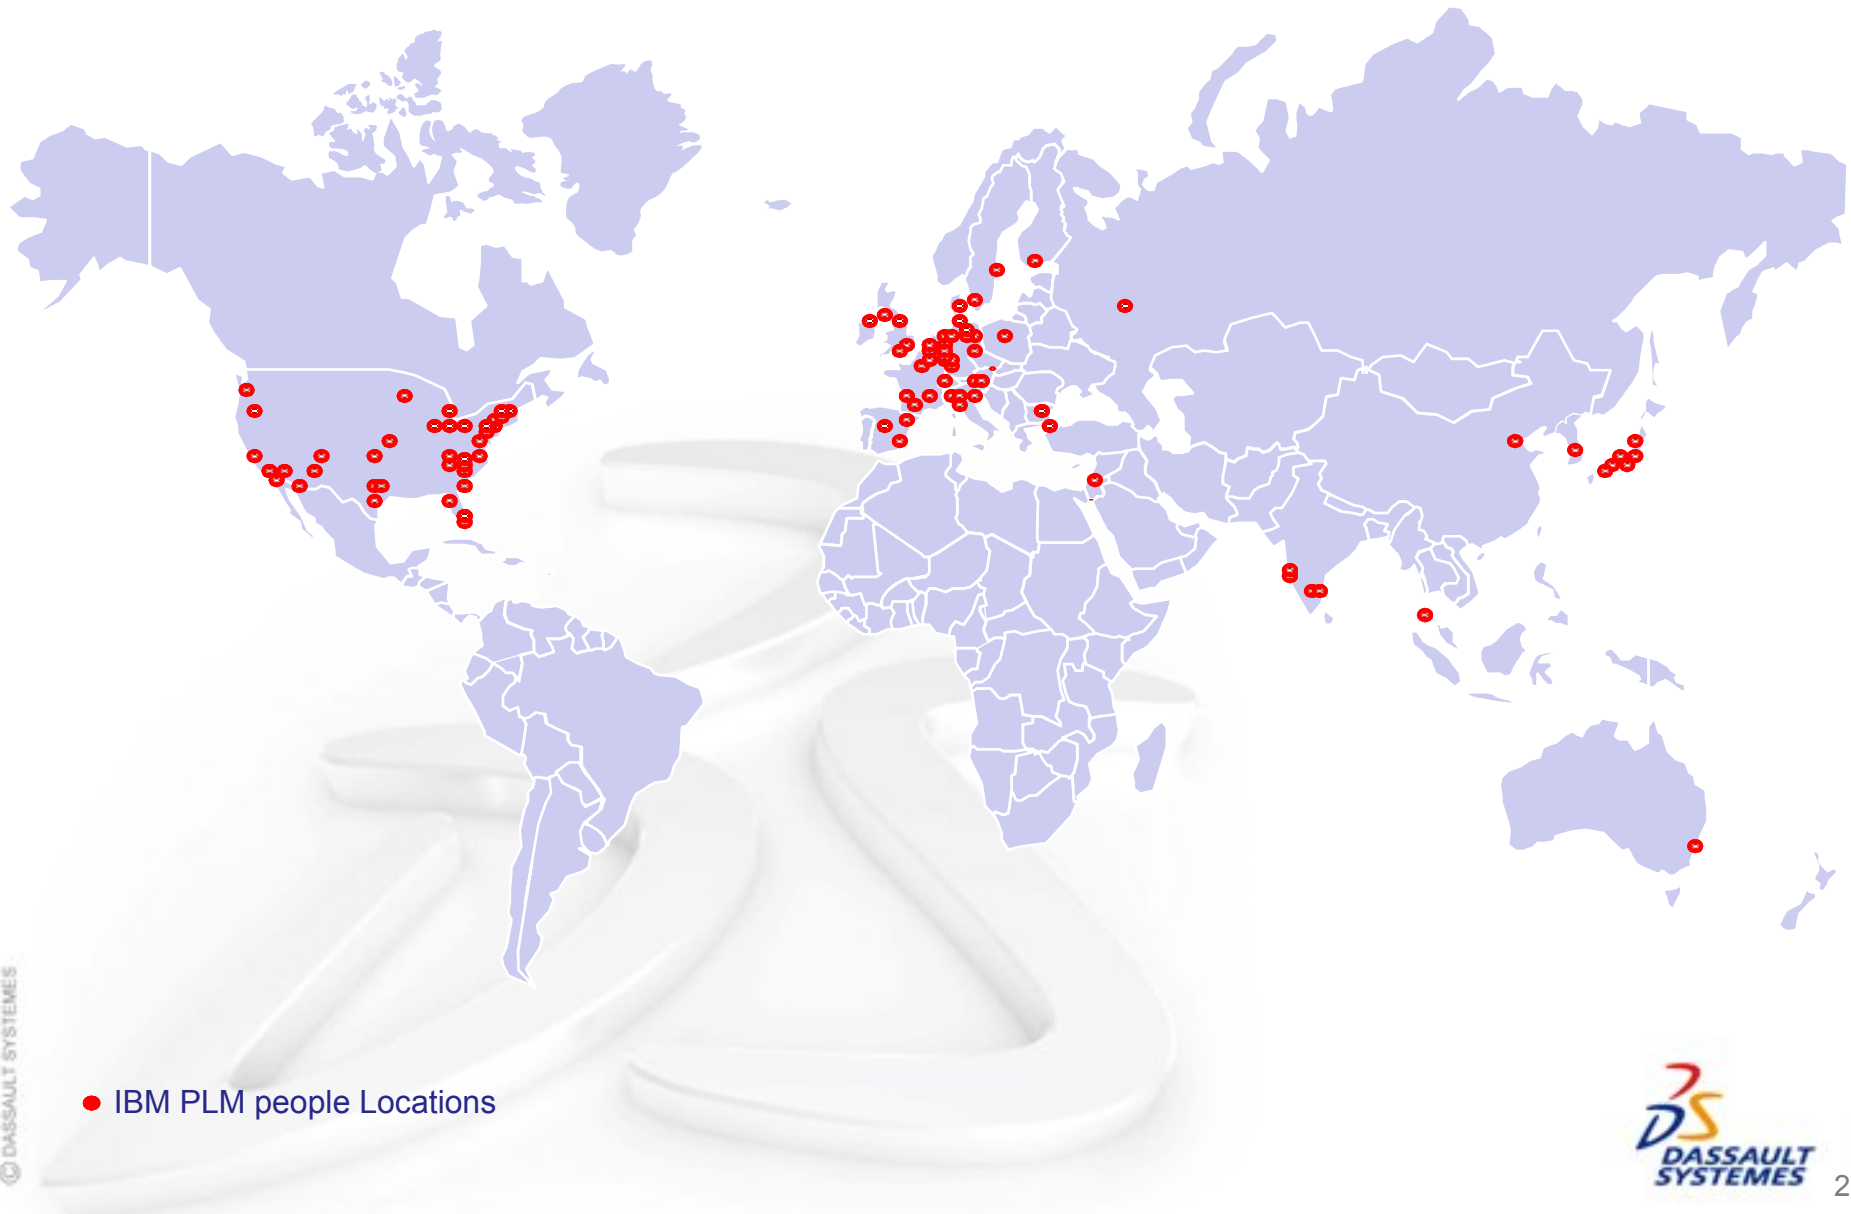 IBM PLM people Locations
© DASSAULT SYSTEMES
DASSAULT
SYSTEMES
2